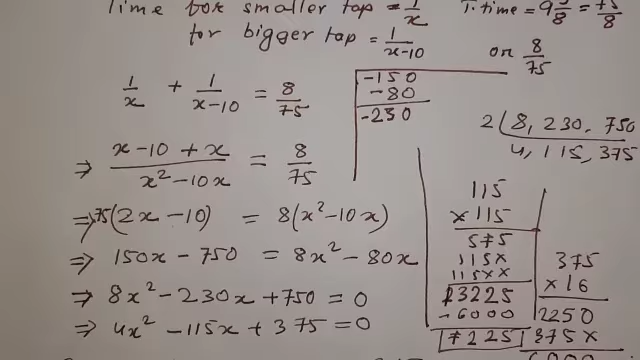 Time for smaller tap = 1/x T.time = 9 3/8 = 75/8
for bigger tap = 1/x-10 or 8/75
1/x + 1/x-10 = 8/75
-150
-80
-230
2 8, 230, 750
4, 115, 375
⇒ x-10+x/x²-10x = 8/75
⇒ 75(2x-10) = 8(x²-10x)
⇒ 150x - 750 = 8x² - 80x
⇒ 8x² - 230x + 750 = 0
⇒ 4x² - 115x + 375 = 0
115
×115
575
115x
115xx
13225
-6000
7225
375
×16
2250
375x